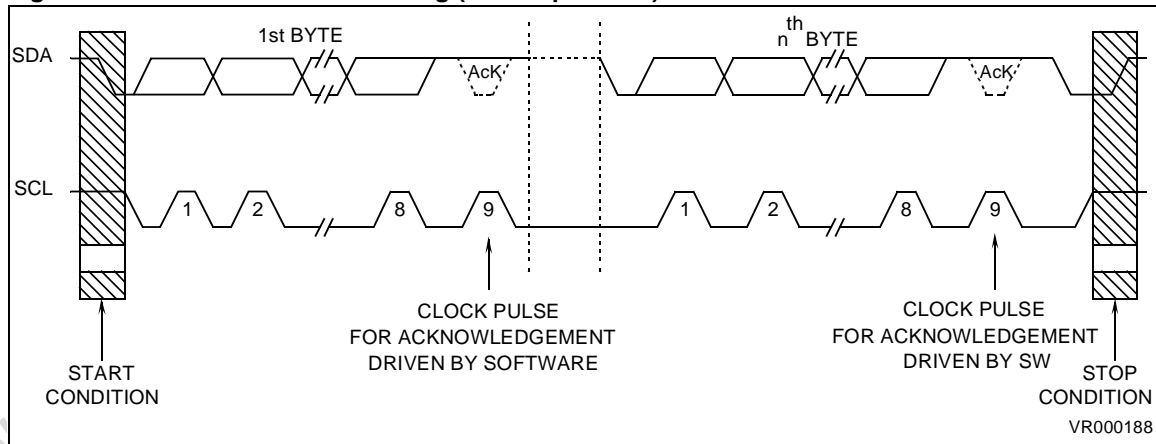 1st BYTE
nth BYTE
SDA
AcK
AcK
SCL
1
2
8
9
1
2
8
9
CLOCK PULSE
FOR ACKNOWLEDGEMENT
DRIVEN BY SOFTWARE
CLOCK PULSE
FOR ACKNOWLEDGEMENT
DRIVEN BY SW
START
CONDITION
STOP
CONDITION
VR000188